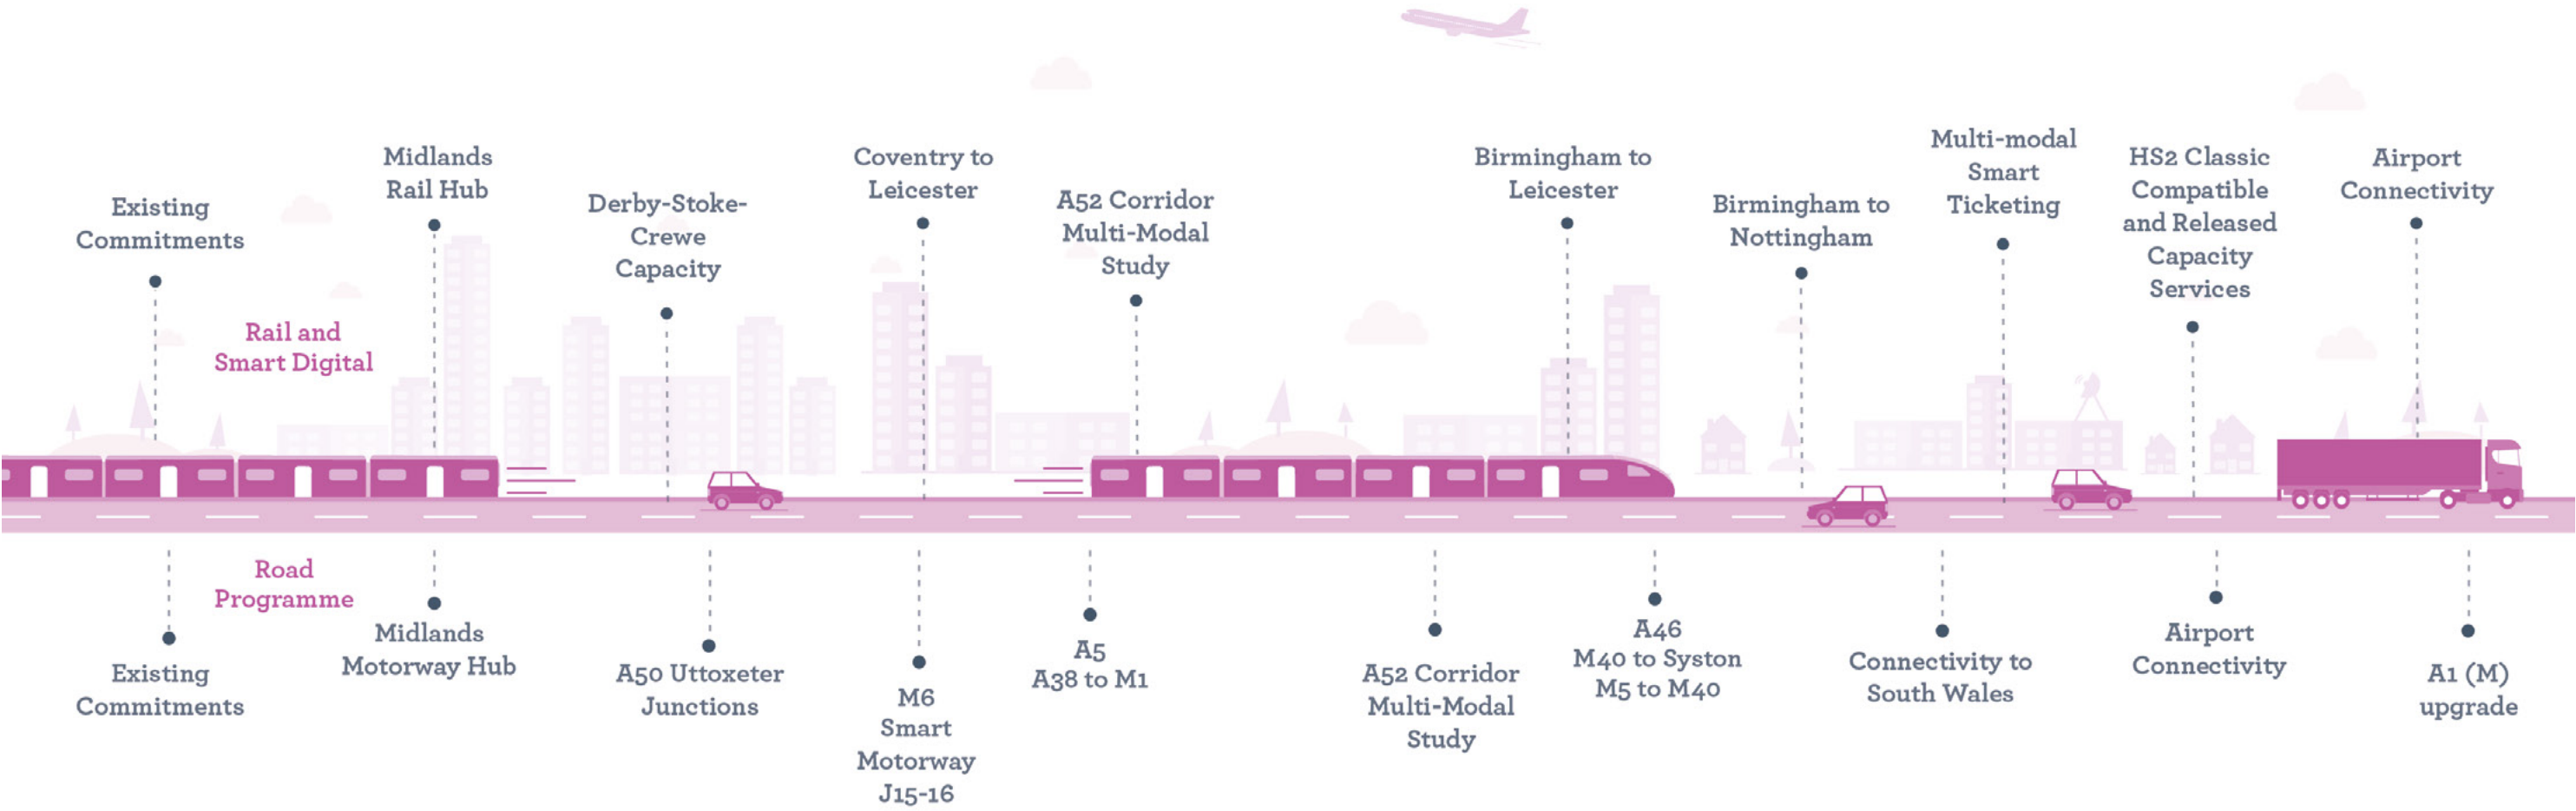 Existing
Commitments
Rail and
Smart Digital
Midlands
Rail Hub
Derby-Stoke-
Crewe
Capacity
Coventry to
Leicester
A52 Corridor
Multi-Modal
Study
Birmingham to
Leicester
Birmingham to
Nottingham
Multi-modal
Smart
Ticketing
HS2 Classic
Compatible
and Released
Capacity
Services
Airport
Connectivity
Road
Programme
Existing
Commitments
Midlands
Motorway Hub
A50 Uttoxeter
Junctions
M6
Smart
Motorway
J15-16
A5
A38 to M1
A52 Corridor
Multi-Modal
Study
A46
M40 to Syston
M5 to M40
Connectivity to
South Wales
Airport
Connectivity
A1 (M)
upgrade